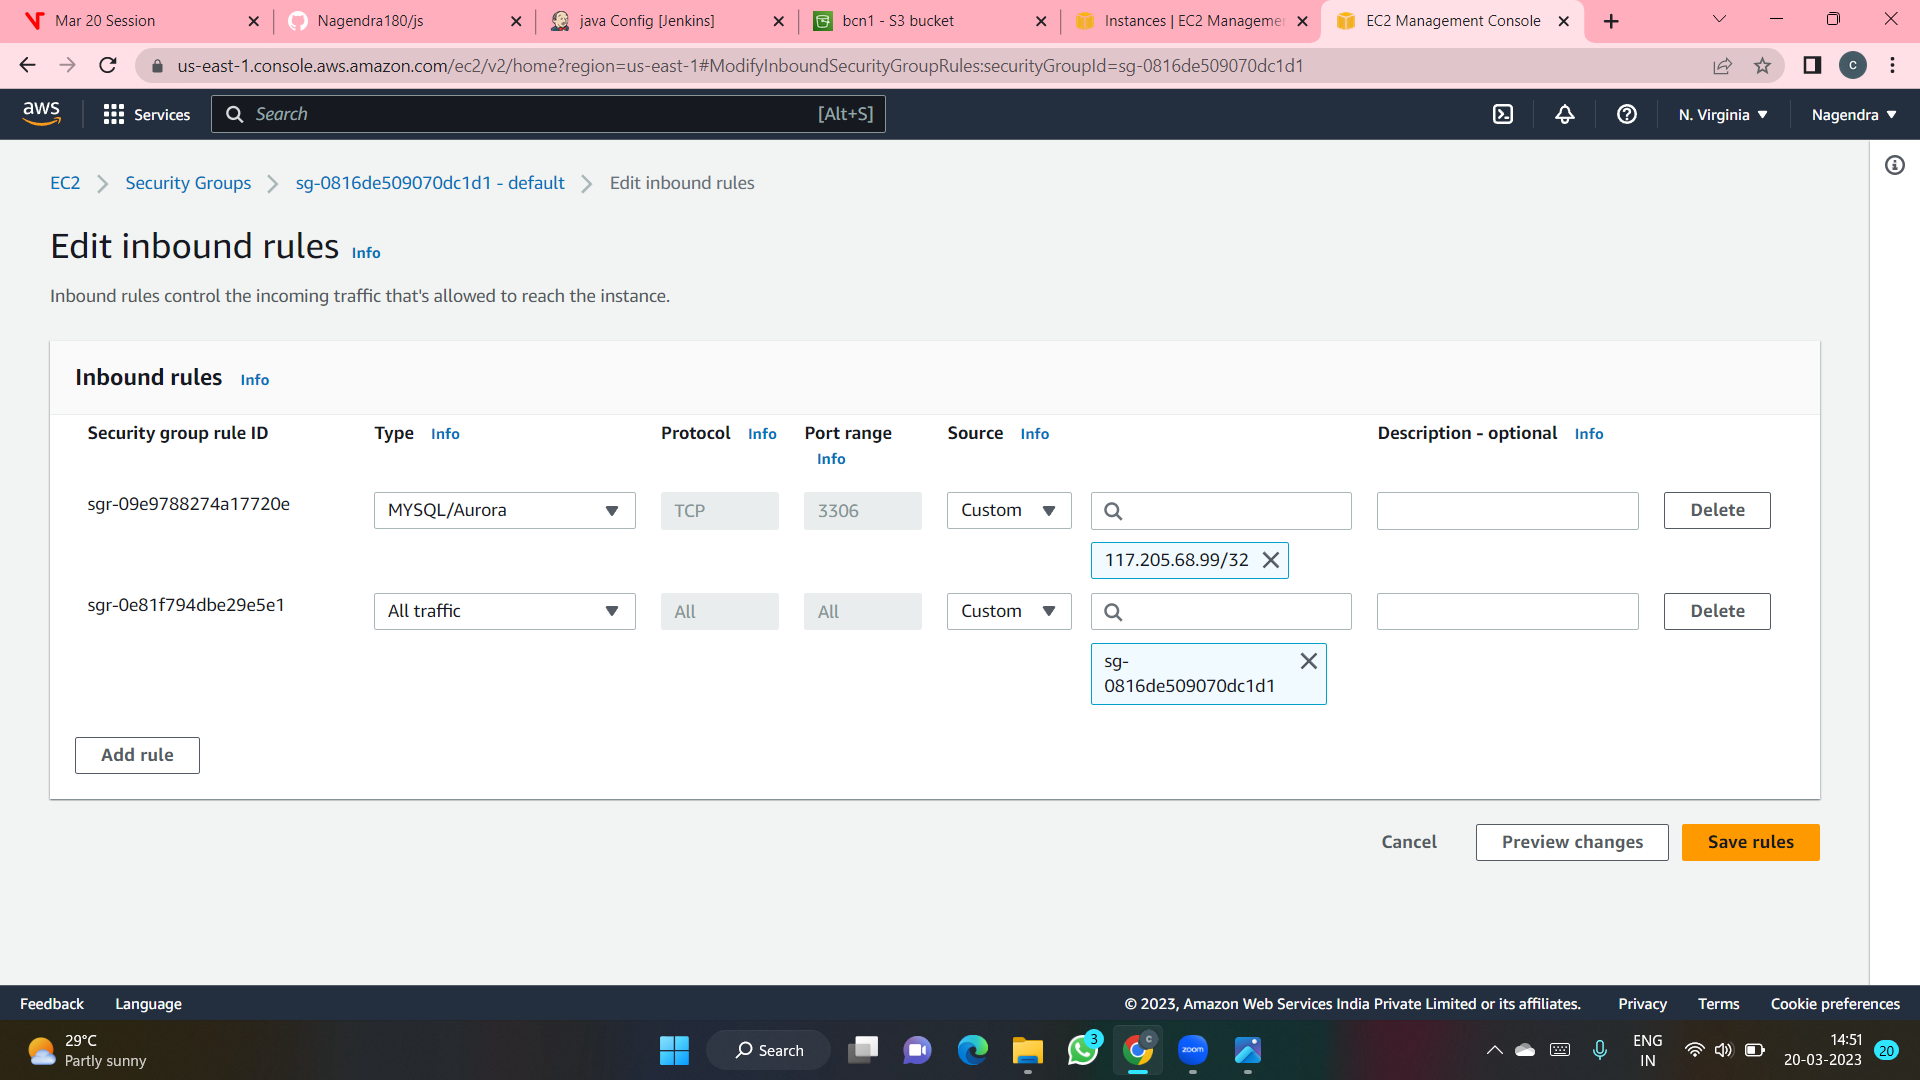 Mar 20 Session
Nagendra180/js
java Config [Jenkins]
bcn1 - S3 bucket
Instances | EC2 Manageme
EC2 Management Console
us-east-1.console.aws.amazon.com/ec2/v2/home?region=us-east-1#ModifyInboundSecurityGroupRules:securityGroupId=sg-0816de509070dc1d1
C
aws
Services
Search
[Alt+S]
N. Virginia
Nagendra
EC2
Security Groups
sg-0816de509070dc1d1 - default
Edit inbound rules
Edit inbound rules Info
Inbound rules control the incoming traffic that's allowed to reach the instance.
Inbound rules Info
Security group rule ID
Type Info
Protocol Info
Port range
Info
Source Info
Description - optional Info
sgr-09e9788274a17720e
MYSQL/Aurora
TCP
3306
Custom
Delete
117.205.68.99/32
sgr-0e81f794dbe29e5e1
All traffic
All
All
Custom
Delete
sg-
0816de509070dc1d1
Add rule
Cancel
Preview changes
Save rules
Feedback
Language
© 2023, Amazon Web Services India Private Limited or its affiliates.
Privacy
Terms
Cookie preferences
29°C
Partly sunny
Search
3
C
zoom
ENG
IN
14:51
20-03-2023
20